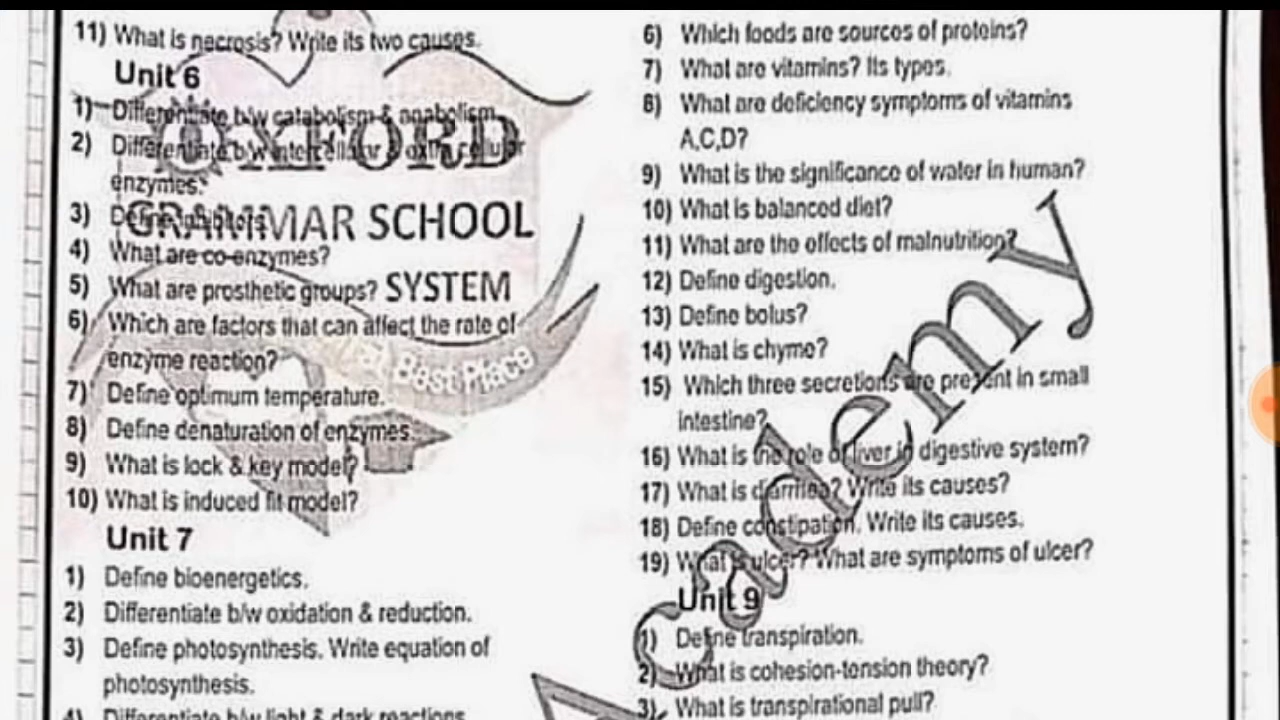 11) What is necrosis? Write its two causes.
Unit 6
1) Differentiate b/w catabolism & anabolism
2) Differentiate b/w intercellular & extra cellular
enzymes.
3) Define inhibitors.
4) What are co-enzymes?
5) What are prosthetic groups?
6) Which are factors that can affect the rate of
enzyme reaction?
7) Define optimum temperature.
8) Define denaturation of enzymes.
9) What is lock & key model?
10) What is induced fit model?
Unit 7
1) Define bioenergetics.
2) Differentiate b/w oxidation & reduction.
3) Define photosynthesis. Write equation of
photosynthesis.
4) Differentiate b/w light & dark reactions
OXFORD
GRAMMAR SCHOOL
SYSTEM
Best Place
6) Which foods are sources of proteins?
7) What are vitamins? Its types.
8) What are deficiency symptoms of vitamins
A,C,D?
9) What is the significance of water in human?
10) What is balanced diet?
11) What are the effects of malnutrition?
12) Define digestion.
13) Define bolus?
14) What is chyme?
15) Which three secretions are present in small
intestine?
16) What is the role of liver in digestive system?
17) What is diarrhea? Write its causes?
18) Define constipation. Write its causes.
19) What is ulcer? What are symptoms of ulcer?
Unit 9
1) Define transpiration.
2) What is cohesion-tension theory?
3) What is transpirational pull?
Academy